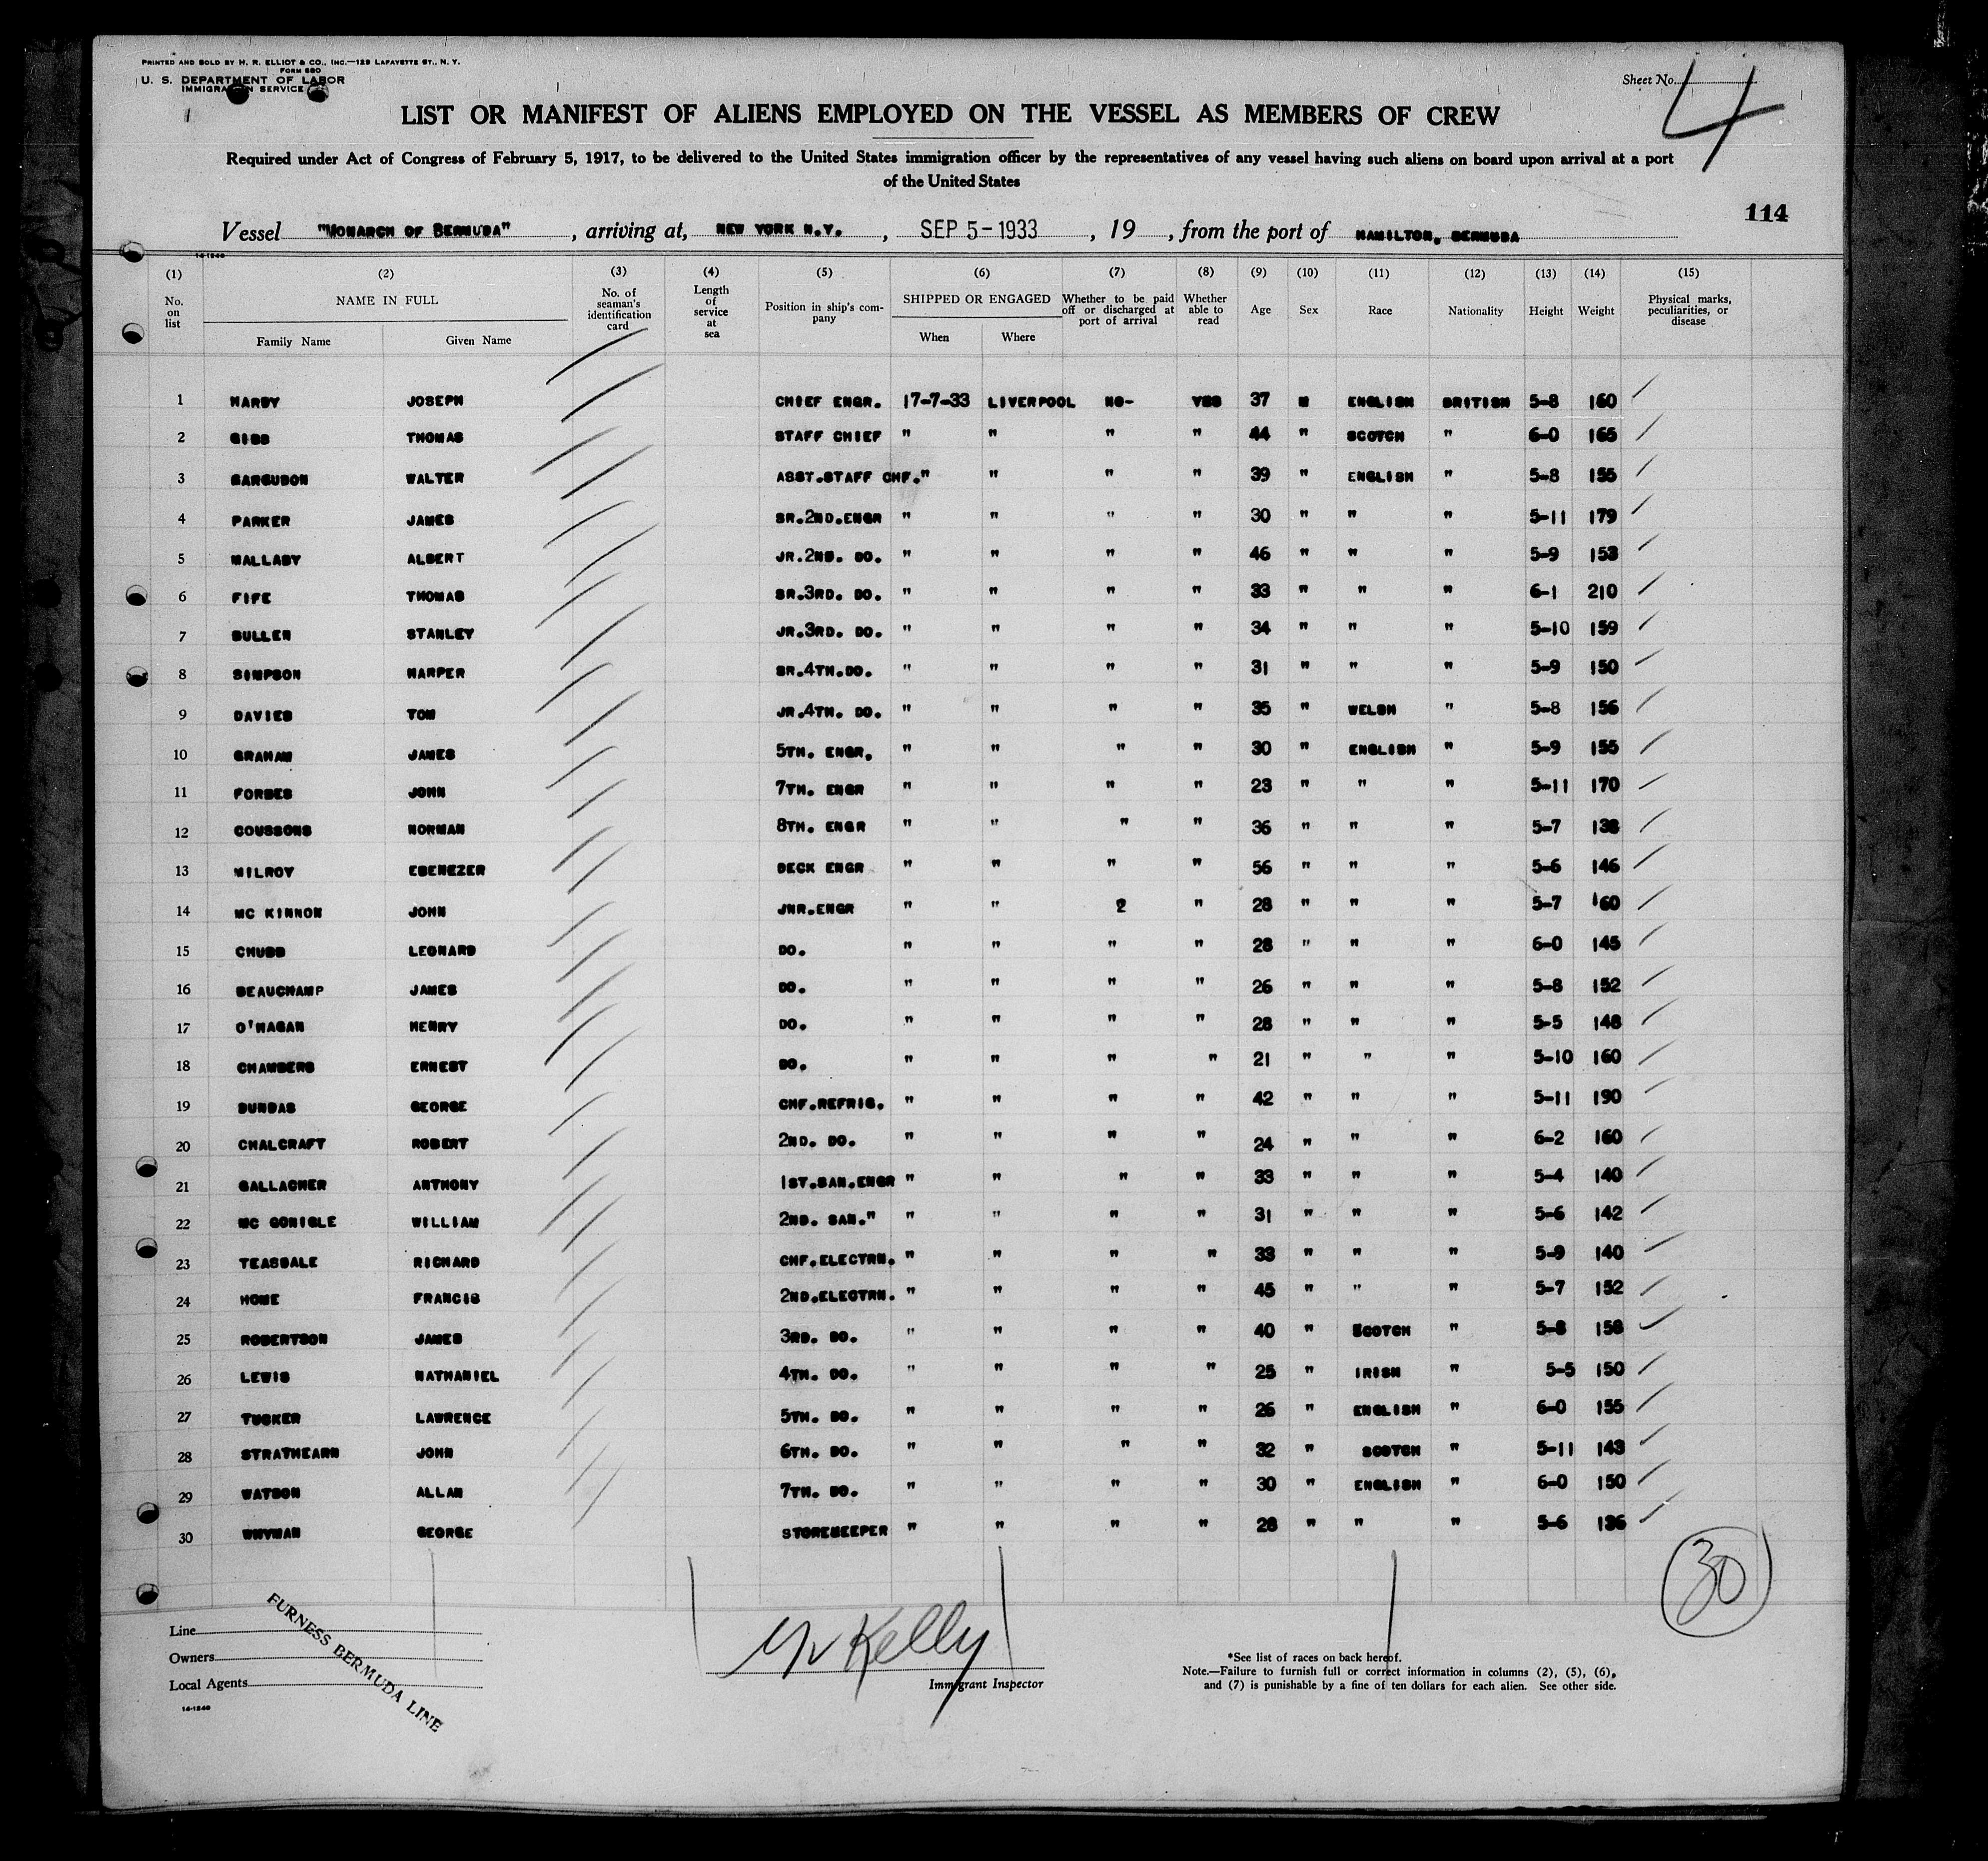 PRINTED AND SOLD BY H. R. ELLIOT & CO., INC.—129 LAFAYETTE ST., N. Y.
FORM 680
U. S. DEPARTMENT OF LABOR
IMMIGRATION SERVICE
Sheet No. 4
LIST OR MANIFEST OF ALIENS EMPLOYED ON THE VESSEL AS MEMBERS OF CREW
Required under Act of Congress of February 5, 1917, to be delivered to the United States immigration officer by the representatives of any vessel having such aliens on board upon arrival at a port
of the United States
114
Vessel "MONARCH OF BERMUDA", arriving at, NEW YORK N.Y., SEP 5-1933, 19, from the port of HAMILTON, BERMUDA
14-1240
(1) (2) (3) (4) (5) (6) (7) (8) (9) (10) (11) (12) (13) (14) (15)
No. on list NAME IN FULL Family Name Given Name No. of seaman's identification card Length of service at sea Position in ship's company SHIPPED OR ENGAGED When Where Whether to be paid off or discharged at port of arrival Whether able to read Age Sex Race Nationality Height Weight Physical marks, peculiarities, or disease
1 HARDY JOSEPH CHIEF ENGR. 17-7-33 LIVERPOOL NO- YES 37 M ENGLISH BRITISH 5-8 160
2 GIBB THOMAS STAFF CHIEF " " " " 44 " SCOTCH " 6-0 165
3 WALTER ASST.STAFF CHF." " " " 39 " ENGLISH " 5-8 155
4 PARKER JAMES SR.2ND.ENGR " " " " 30 " " " 5-11 179
5 MALLABY ALBERT JR.2ND. DO. " " " " 46 " " " 5-9 153
6 FIFE THOMAS SR.3RD. DO. " " " " 33 " " " 6-1 210
7 BULLEN STANLEY JR.3RD. DO. " " " " 34 " " " 5-10 159
8 SIMPSON HARPER SR.4TH.DO. " " " " 31 " " " 5-9 150
9 DAVIES TOM JR.4TH. DO. " " " " 35 " WELSH " 5-8 156
10 GRAHAM JAMES 5TH. ENGR. " " " " 30 " ENGLISH " 5-9 155
11 FORBES JOHN 7TH. ENGR " " " " 23 " " " 5-11 170
12 COUSSONS NORMAN 8TH. ENGR " " " " 36 " " " 5-7 138
13 MILROY EBENEZER DECK ENGR " " " " 56 " " " 5-6 146
14 MC KINNON JOHN JNR.ENGR " " 2 " 28 " " " 5-7 160
15 CHUBB LEONARD DO. " " " " 28 " " " 6-0 145
16 BEAUCHAMP JAMES DO. " " " " 26 " " " 5-8 152
17 O'HAGAN HENRY DO. " " " " 28 " " " 5-5 148
18 CHAMBERS ERNEST DO. " " " " 21 " " " 5-10 160
19 DUNDAS GEORGE CHF.REFRIG. " " " " 42 " " " 5-11 190
20 CHALCRAFT ROBERT 2ND. DO. " " " " 24 " " " 6-2 160
21 GALLAGHER ANTHONY 1ST.SAN.ENGR " " " " 33 " " " 5-4 140
22 MC GONIGLE WILLIAM 2ND. SAN." " " " " 31 " " " 5-6 142
23 TEASDALE RICHARD CHF.ELECTRN. " " " " 33 " " " 5-9 140
24 HOME FRANCIS 2ND.ELECTRN. " " " " 45 " " " 5-7 152
25 ROBERTSON JAMES 3RD. DO. " " " " 40 " SCOTCH " 5-8 158
26 LEWIS NATHANIEL 4TH. DO. " " " " 25 " IRISH " 5-5 150
27 TUCKER LAWRENCE 5TH. DO. " " " " 26 " ENGLISH " 6-0 155
28 STRATHEARN JOHN 6TH. DO. " " " " 32 " SCOTCH " 5-11 143
29 WATSON ALLAN 7TH. DO. " " " " 30 " ENGLISH " 6-0 150
30 WHYMAN GEORGE STOREKEEPER " " " " 28 " " " 5-6 136
30
Line
Owners
Local Agents
14-1240
FURNESS BERMUDA LINE
Kelly
Immigrant Inspector
*See list of races on back hereof.
Note.—Failure to furnish full or correct information in columns (2), (5), (6),
and (7) is punishable by a fine of ten dollars for each alien. See other side.